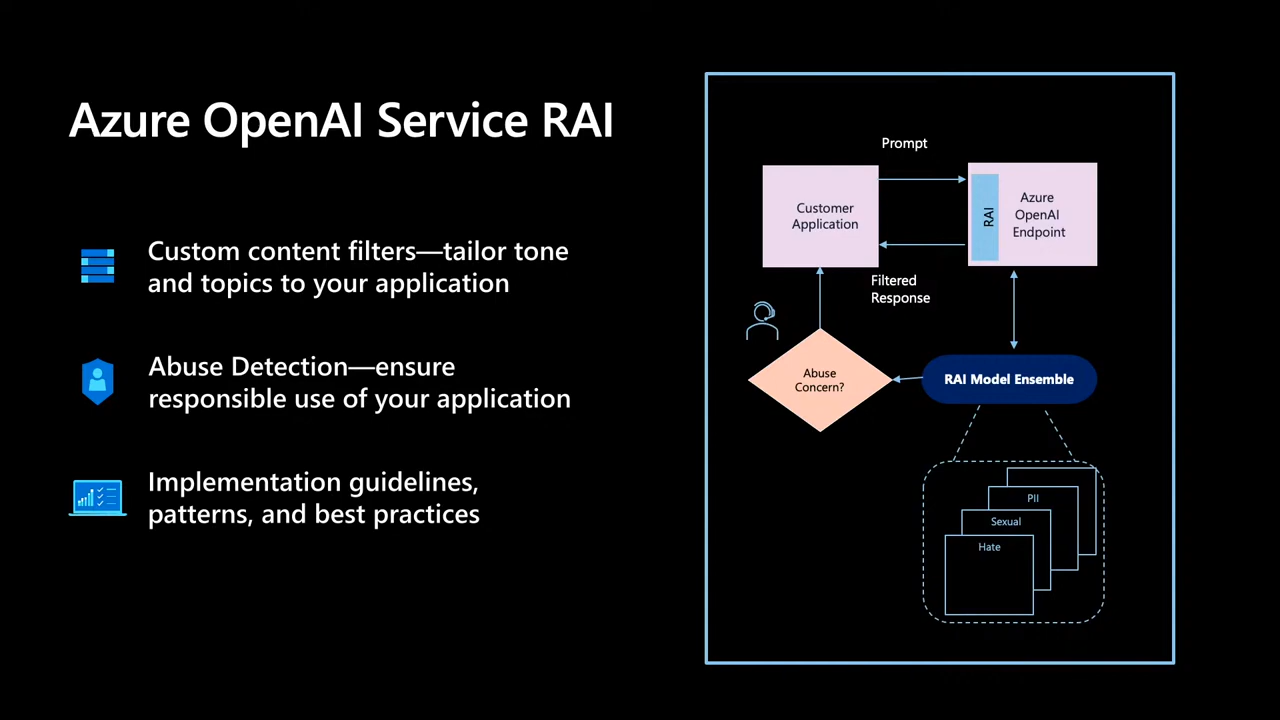 Azure OpenAI Service RAI
Custom content filters—tailor tone
and topics to your application
Abuse Detection—ensure
responsible use of your application
Implementation guidelines,
patterns, and best practices
Prompt
Customer
Application
RAI
Azure
OpenAI
Endpoint
Filtered
Response
Abuse
Concern?
RAI Model Ensemble
PII
Sexual
Hate